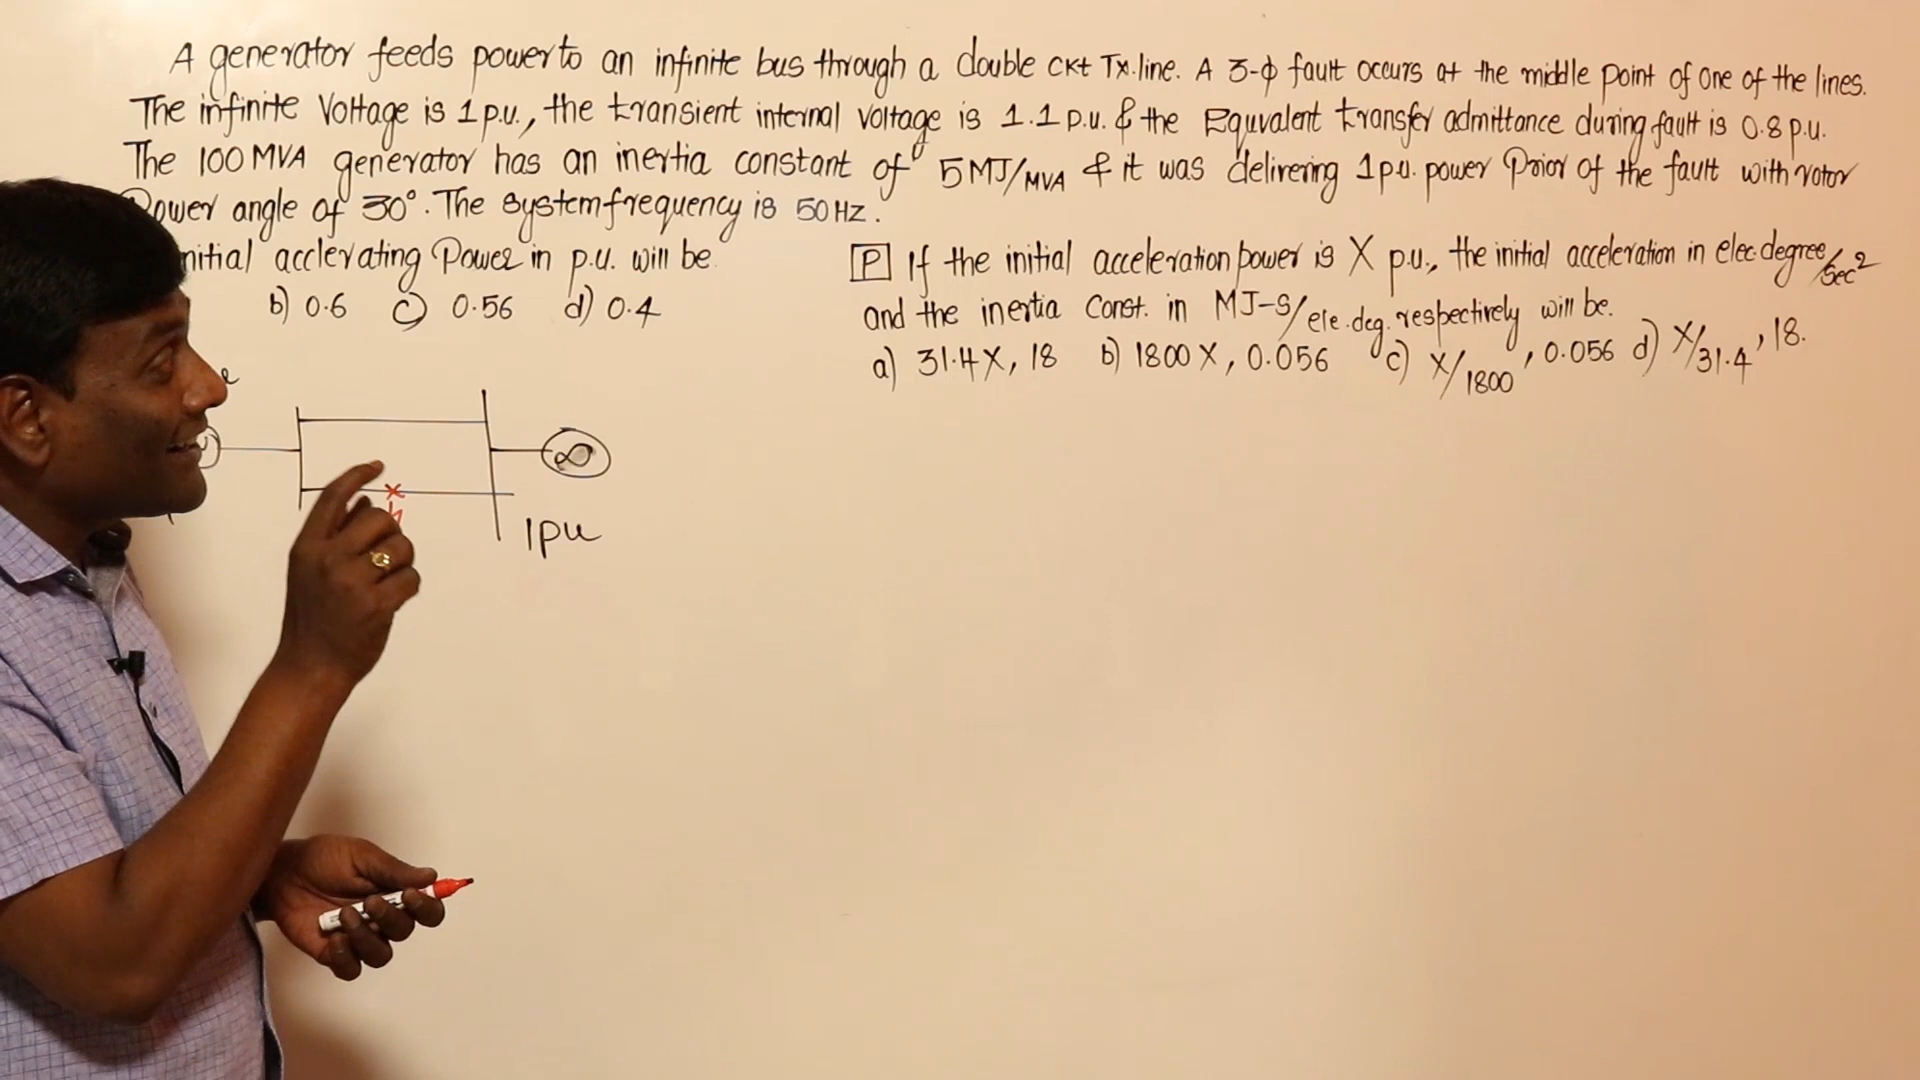 A generator feeds power to an infinite bus through a double ckt Tx.line. A 3-ϕ fault occurs at the middle point of one of the lines.
The infinite Voltage is 1 p.u., the transient internal voltage is 1.1 p.u. & the Equvalent transfer admittance during fault is 0.8 p.u.
The 100 MVA generator has an inertia constant of 5 MJ/MVA & it was delivering 1 p.u. power Prior of the fault with rotor
Power angle of 30°. The system frequency is 50 Hz.
nitial acclerating Power in p.u. will be
b) 0.6 c) 0.56 d) 0.4
P If the initial acceleration power is X p.u., the initial acceleration in elec.degree/sec²
and the inertia Const. in MJ-S/ele.deg. respectively will be.
a) 31.4X, 18 b) 1800X, 0.056 c) X/1800, 0.056 d) X/31.4, 18.
∞
×
1pu